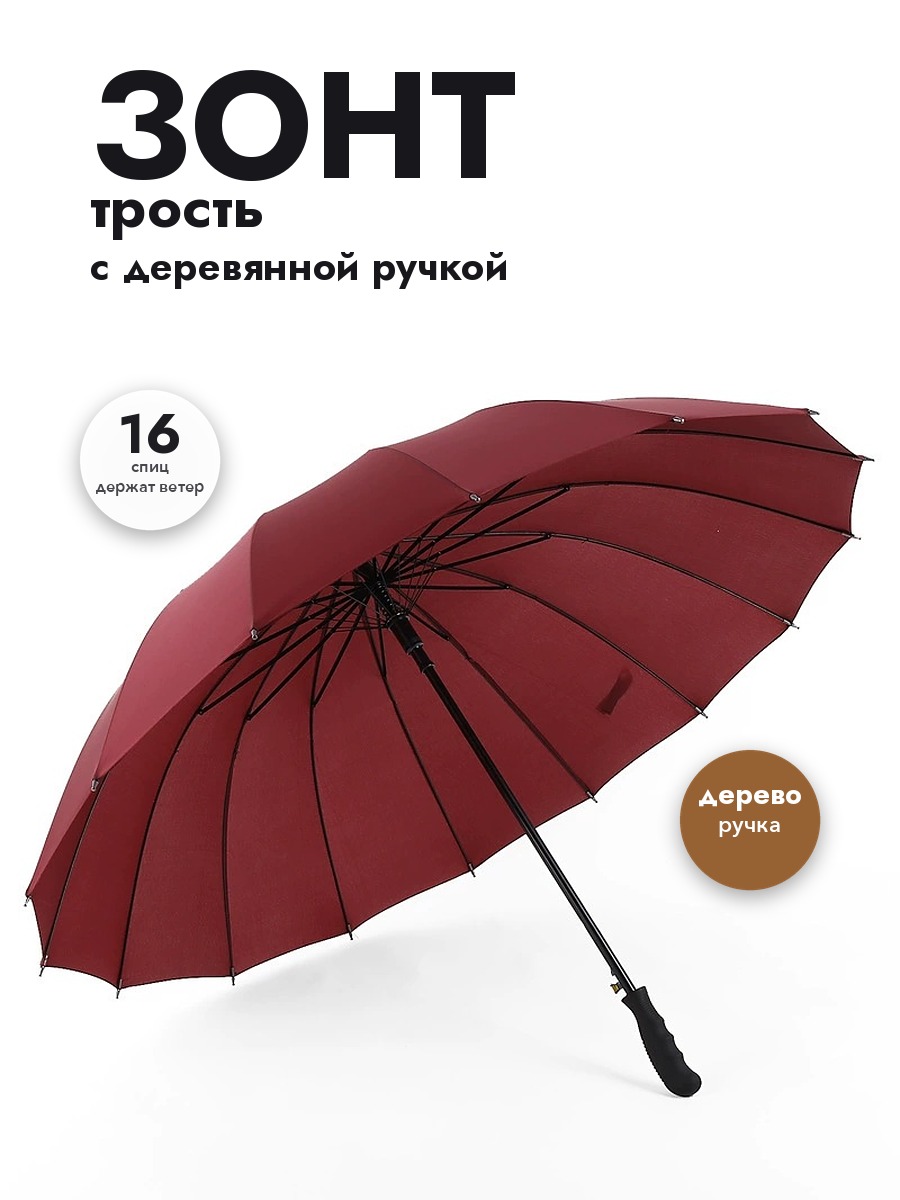 ЗОНТ
трость
с деревянной ручкой
16
спиц
держат ветер
дерево
ручка